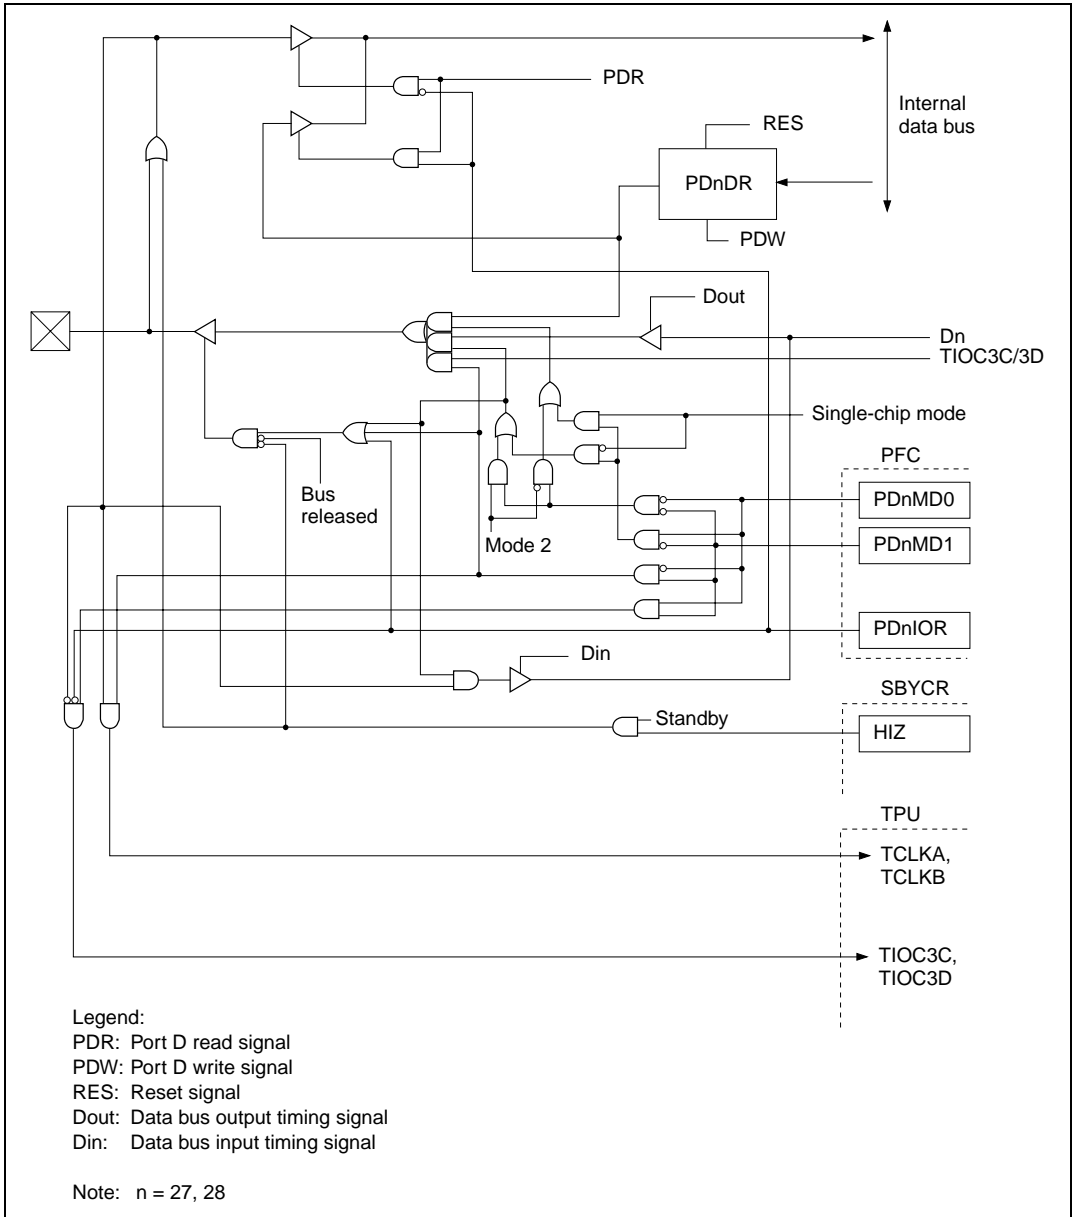 PDR
Internal
data bus
RES
PDnDR
PDW
Dout
Dn
TIOC3C/3D
Single-chip mode
PFC
Bus
released
PDnMD0
Mode 2
PDnMD1
PDnIOR
Din
SBYCR
Standby
HIZ
TPU
TCLKA,
TCLKB
TIOC3C,
TIOC3D
Legend:
PDR: Port D read signal
PDW: Port D write signal
RES: Reset signal
Dout: Data bus output timing signal
Din: Data bus input timing signal
Note: n = 27, 28